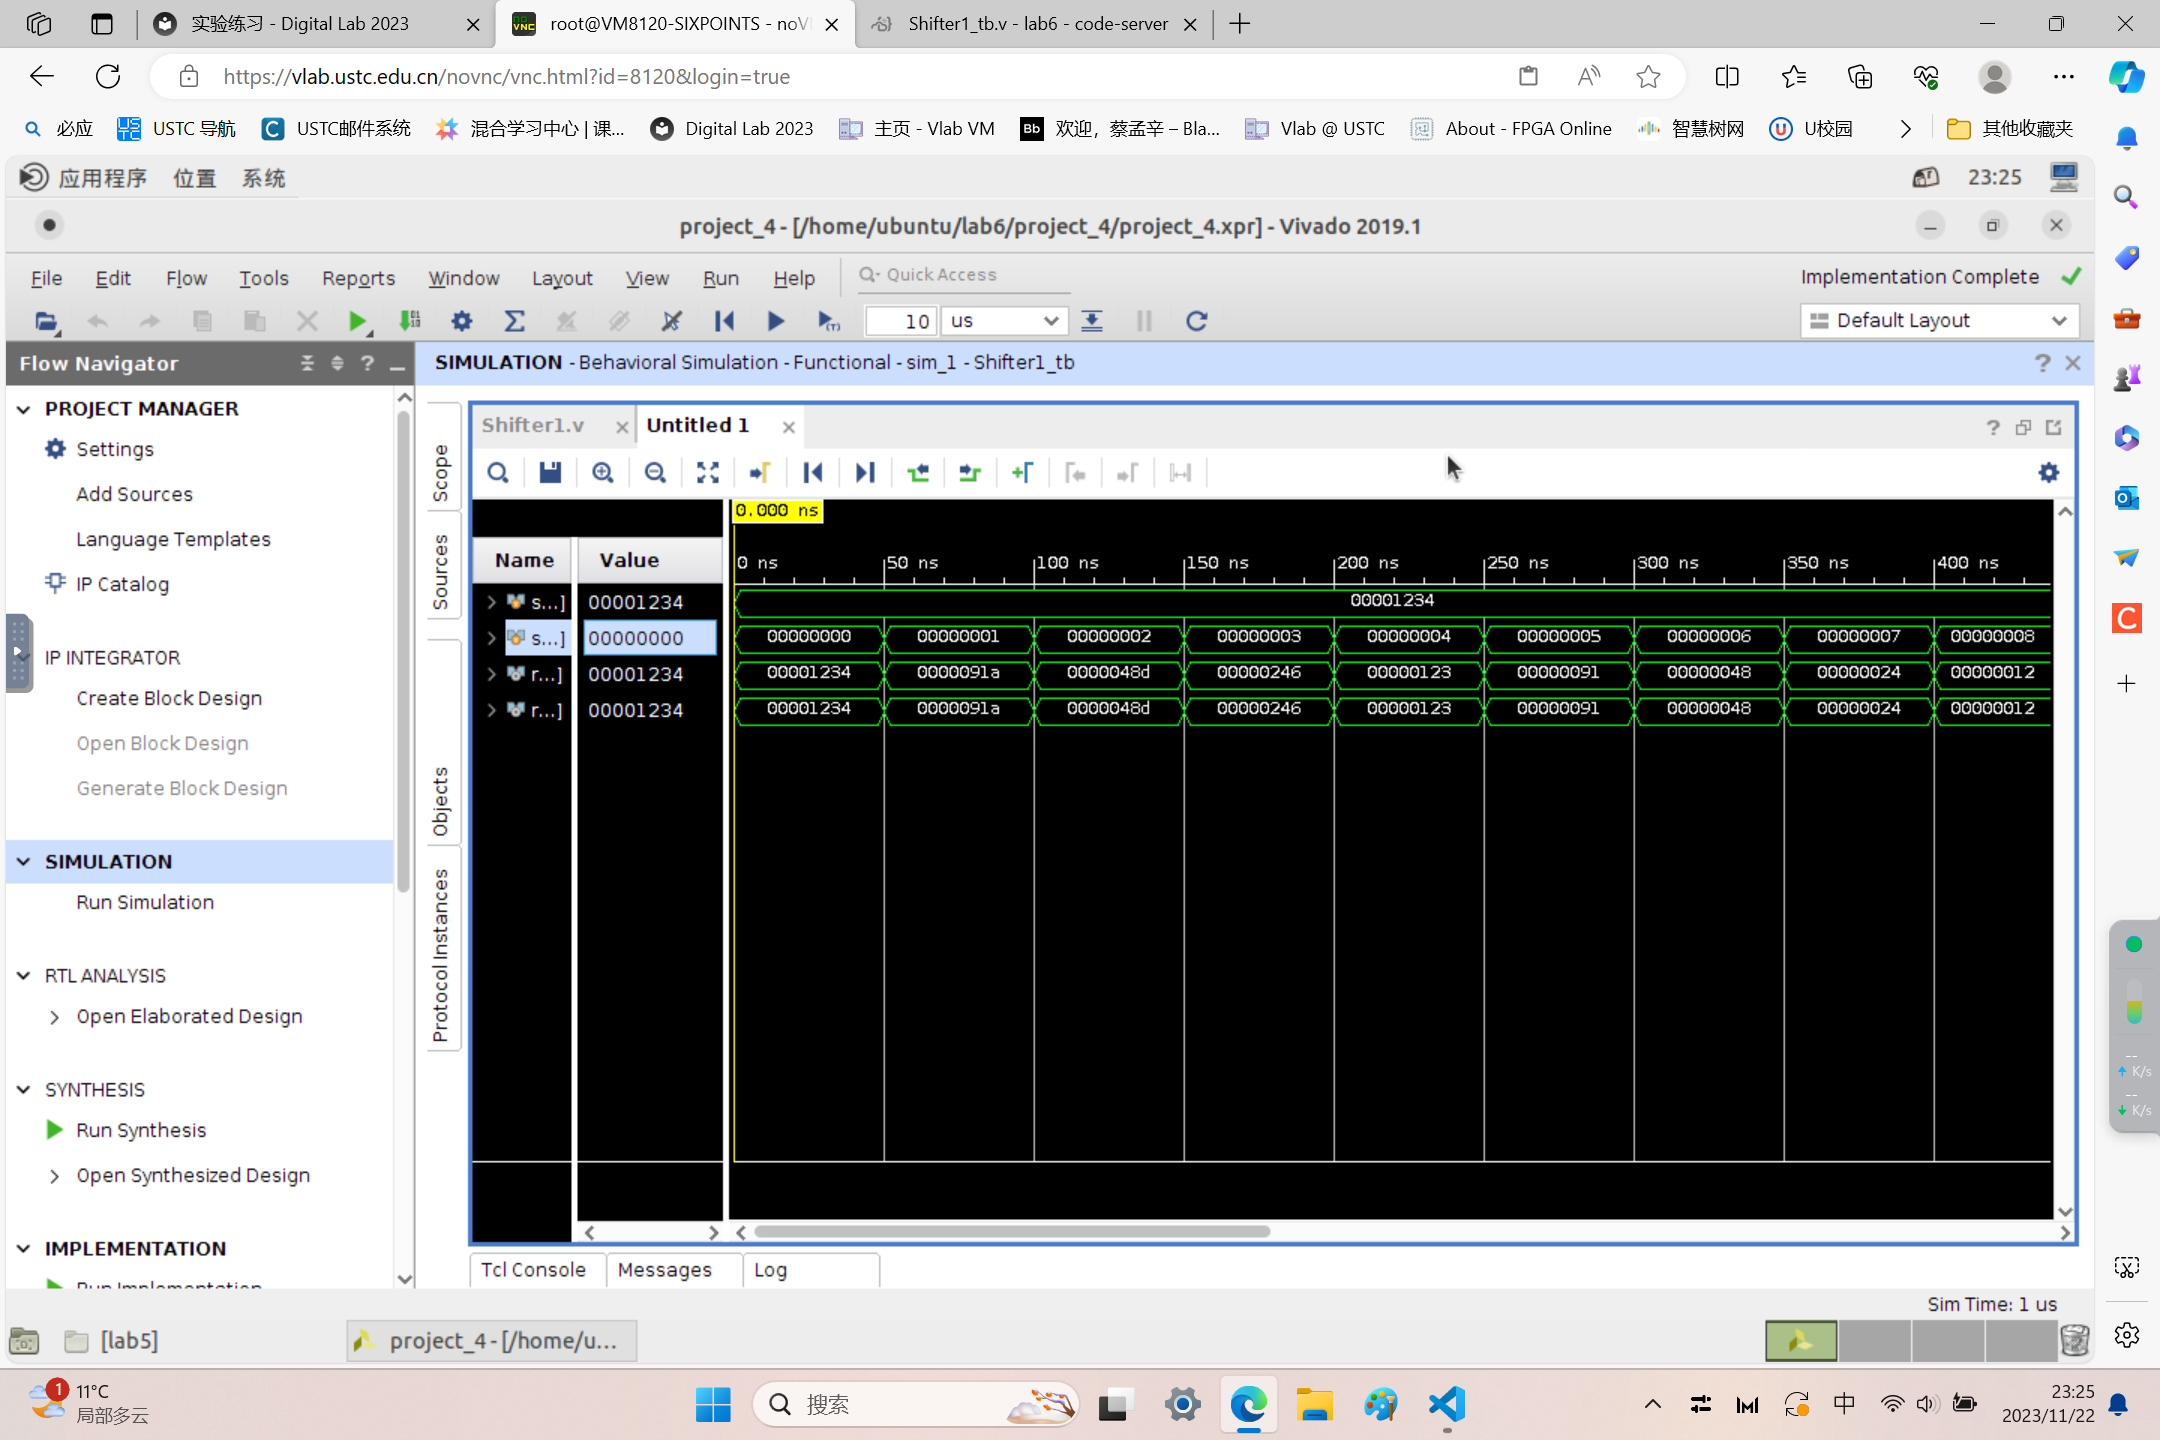 实验练习 - Digital Lab 2023
root@VM8120-SIXPOINTS - noV
Shifter1_tb.v - lab6 - code-server
https://vlab.ustc.edu.cn/novnc/vnc.html?id=8120&login=true
必应
USTC 导航
USTC邮件系统
混合学习中心 | 课...
Digital Lab 2023
主页 - Vlab VM
欢迎，蔡孟辛 – Bla...
Vlab @ USTC
About - FPGA Online
智慧树网
U校园
其他收藏夹
应用程序 位置 系统
23:25
project_4 - [/home/ubuntu/lab6/project_4/project_4.xpr] - Vivado 2019.1
File Edit Flow Tools Reports Window Layout View Run Help
Quick Access
Implementation Complete
10 us
Default Layout
Flow Navigator
SIMULATION - Behavioral Simulation - Functional - sim_1 - Shifter1_tb
PROJECT MANAGER
Settings
Add Sources
Language Templates
IP Catalog
IP INTEGRATOR
Create Block Design
Open Block Design
Generate Block Design
SIMULATION
Run Simulation
RTL ANALYSIS
Open Elaborated Design
SYNTHESIS
Run Synthesis
Open Synthesized Design
IMPLEMENTATION
Run Implementation
Scope
Sources
Objects
Protocol Instances
Shifter1.v
Untitled 1
0.000 ns
Name Value
0 ns 50 ns 100 ns 150 ns 200 ns 250 ns 300 ns 350 ns 400 ns
s...] 00001234 00001234
s...] 00000000 00000000 00000001 00000002 00000003 00000004 00000005 00000006 00000007 00000008
r...] 00001234 00001234 0000091a 0000048d 00000246 00000123 00000091 00000048 00000024 00000012
r...] 00001234 00001234 0000091a 0000048d 00000246 00000123 00000091 00000048 00000024 00000012
Tcl Console
Messages
Log
Sim Time: 1 us
[lab5]
project_4 - [/home/u...
-- K/s
-- K/s
1
11°C
局部多云
搜索
中
23:25
2023/11/22